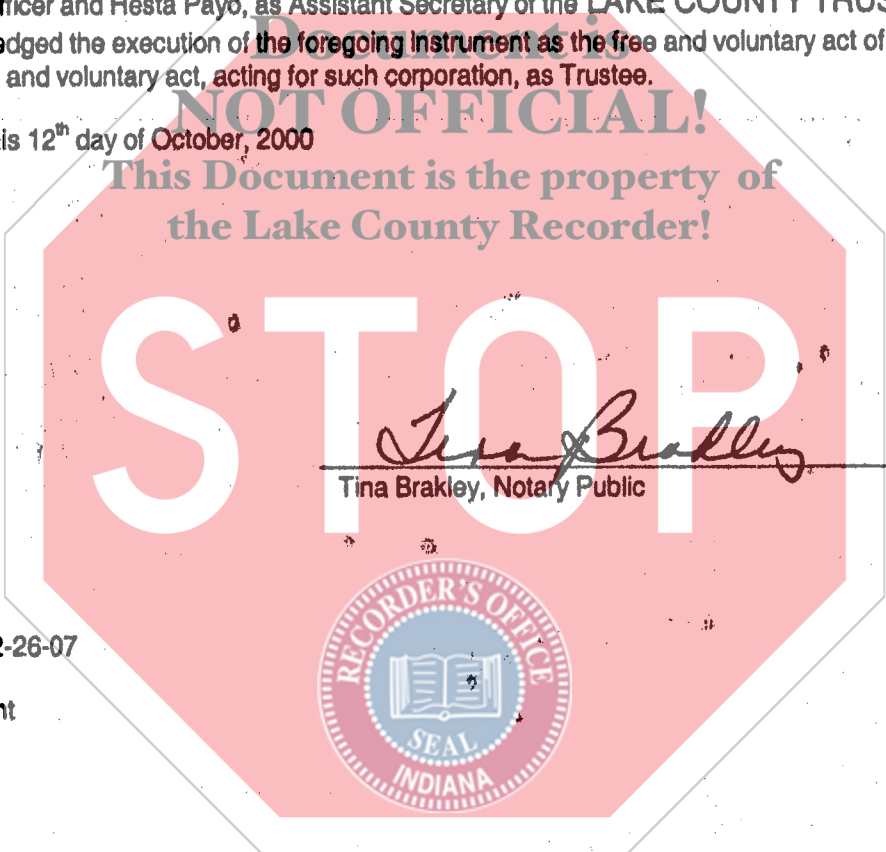 ficer and Hesta Payo, as Assistant Secretary of the LAKE COUNTY TRUS
edged the execution of the foregoing Instrument as the free and voluntary act of
and voluntary act, acting for such corporation, as Trustee.
Document is
NOT OFFICIAL!
is 12th day of October, 2000
This Document is the property of
the Lake County Recorder!
STOP
Tina Bradley
Tina Brakley, Notary Public
RECORDER'S OFFICE
SEAL
INDIANA
2-26-07
nt